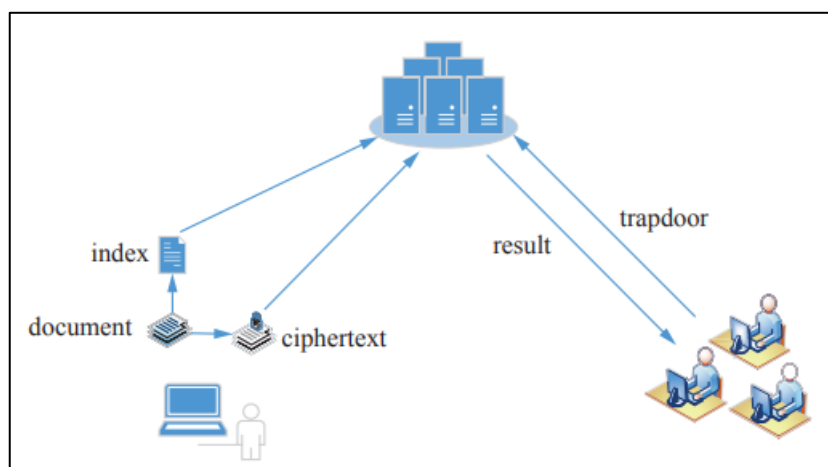 trapdoor
result
index
document
ciphertext